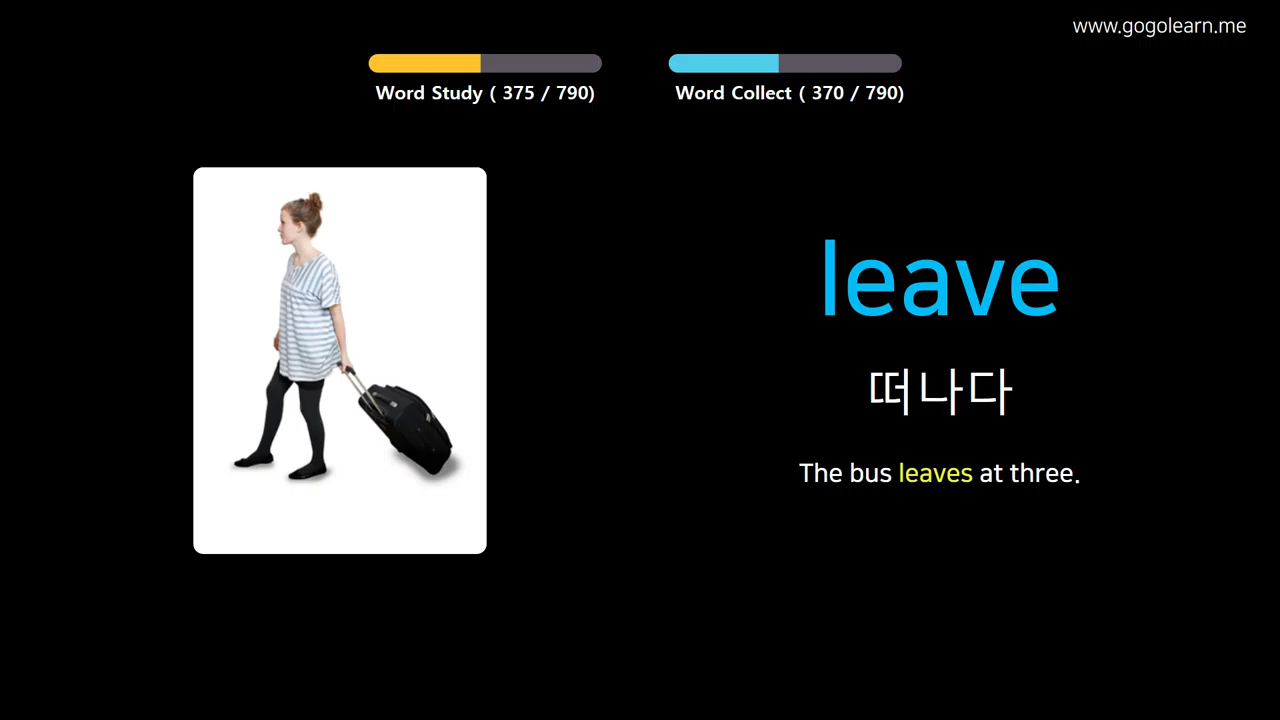 www.gogolearn.me
Word Study ( 375 / 790)
Word Collect ( 370 / 790)
leave
떠나다
The bus leaves at three.